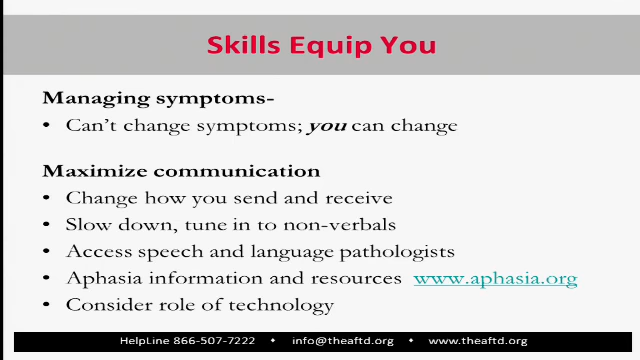 Skills Equip You
Managing symptoms-
• Can't change symptoms; you can change
Maximize communication
• Change how you send and receive
• Slow down, tune in to non-verbals
• Access speech and language pathologists
• Aphasia information and resources www.aphasia.org
• Consider role of technology
HelpLine 866-507-7222 • info@theaftd.org • www.theaftd.org